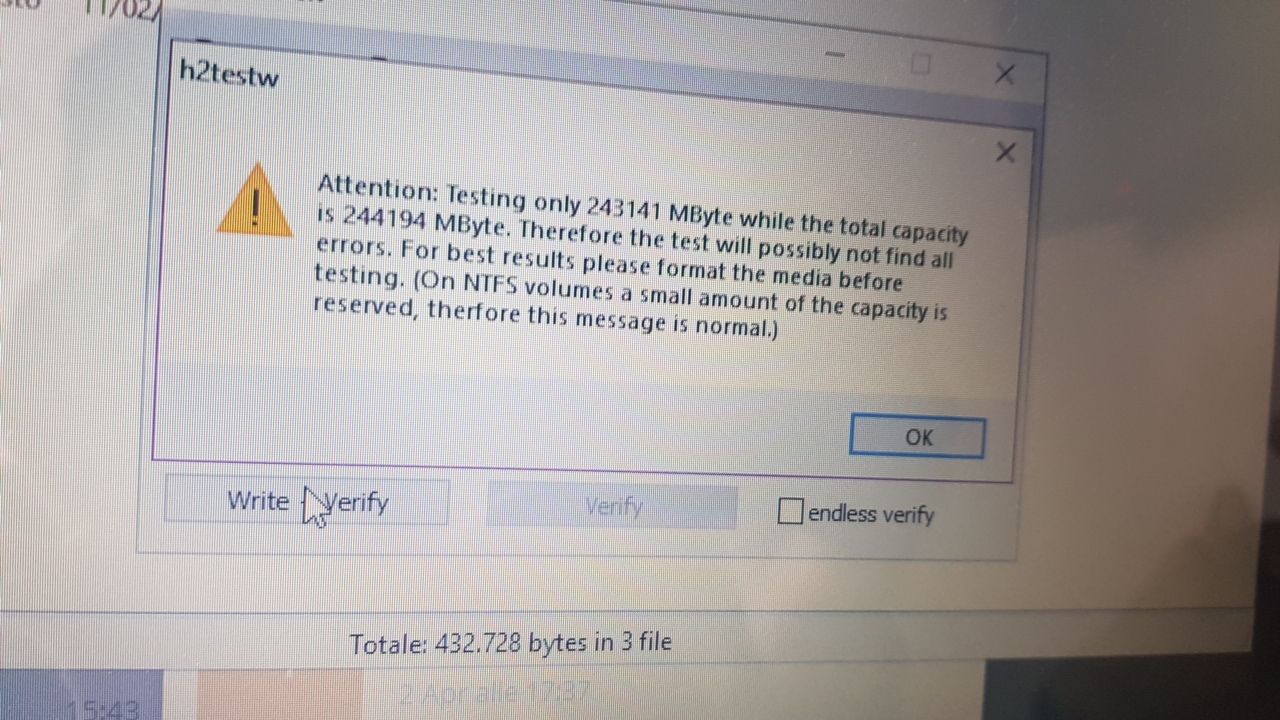 11/02/
h2testw
Attention: Testing only 243141 MByte while the total capacity
is 244194 MByte. Therefore the test will possibly not find all
errors. For best results please format the media before
testing. (On NTFS volumes a small amount of the capacity is
reserved, therfore this message is normal.)
OK
Write Verify
Verify
endless verify
Totale: 432.728 bytes in 3 file
2 Apr alle 17:37
15:43